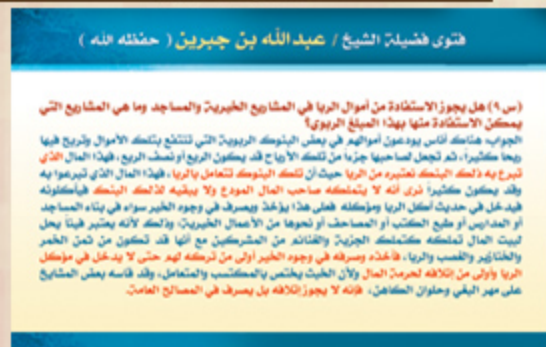 فتوى فضيلة الشيخ / عبدالله بن جبرين ( حفظه الله )
(س٩) هل يجوز الاستفادة من أموال الربا في المشاريع الخيرية والمساجد وما هي المشاريع التي
يمكن الاستفادة منها بهذا المبلغ الربوي؟
الجواب: هناك أناس يودعون أموالهم في بعض البنوك الربوية التي تنتفع بتلك الأموال وتربح فيها
ربحا كثيراً، ثم تجعل لصاحبها جزءاً من تلك الأرباح قد يكون الربع أو نصف الربع، فهذا المال الذي
تبرع به ذلك البنك نعتبره من الربا حيث أن تلك البنوك تتعامل بالربا، فهذا المال الذي تبرعوا به
وقد يكون كثيراً نرى أنه لا يتملكه صاحب المال المودع ولا يبقيه لذلك البنك فيأكلونه
فيدخل في حديث أكل الربا ومؤكله فعلى هذا يؤخذ ويصرف في وجوه الخير سواء في بناء المساجد
أو المدارس أو طبع الكتب أو المصاحف أو نحوها من الأعمال الخيرية، وذلك لأنه يعتبر فيئاً يحل
لبيت المال تملكه كتملك الجزية والغنائم من المشركين مع أنها قد تكون من ثمن الخمر
والخنازير والغصب والربا، فأخذه وصرفه في وجوه الخير أولى من تركه لهم حتى لا يدخل في مؤكل
الربا وأولى من إتلافه لحرمة المال ولأن الخبث يختص بالمكتسب والمتعامل، وقد قاسه بعض المشايخ
على مهر البغي وحلوان الكاهن، فإنه لا يجوز إتلافه بل يصرف في المصالح العامة.